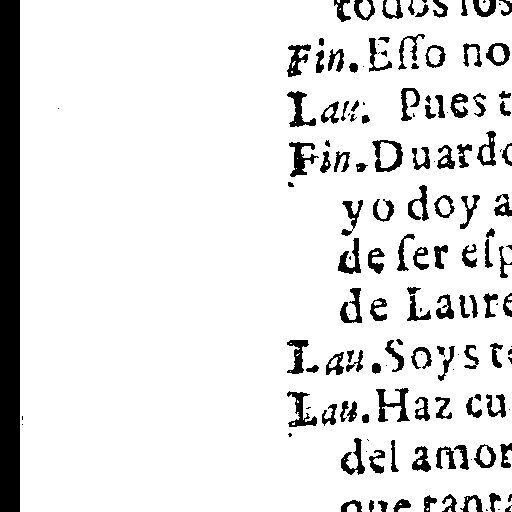 todos los
Fin. Eſſo no
Lau. Pues t
Fin. Duardo
yo doy a
de ſer eſp
de Laure
Lau. Soys te
Lau. Haz cu
del amor
que tanta